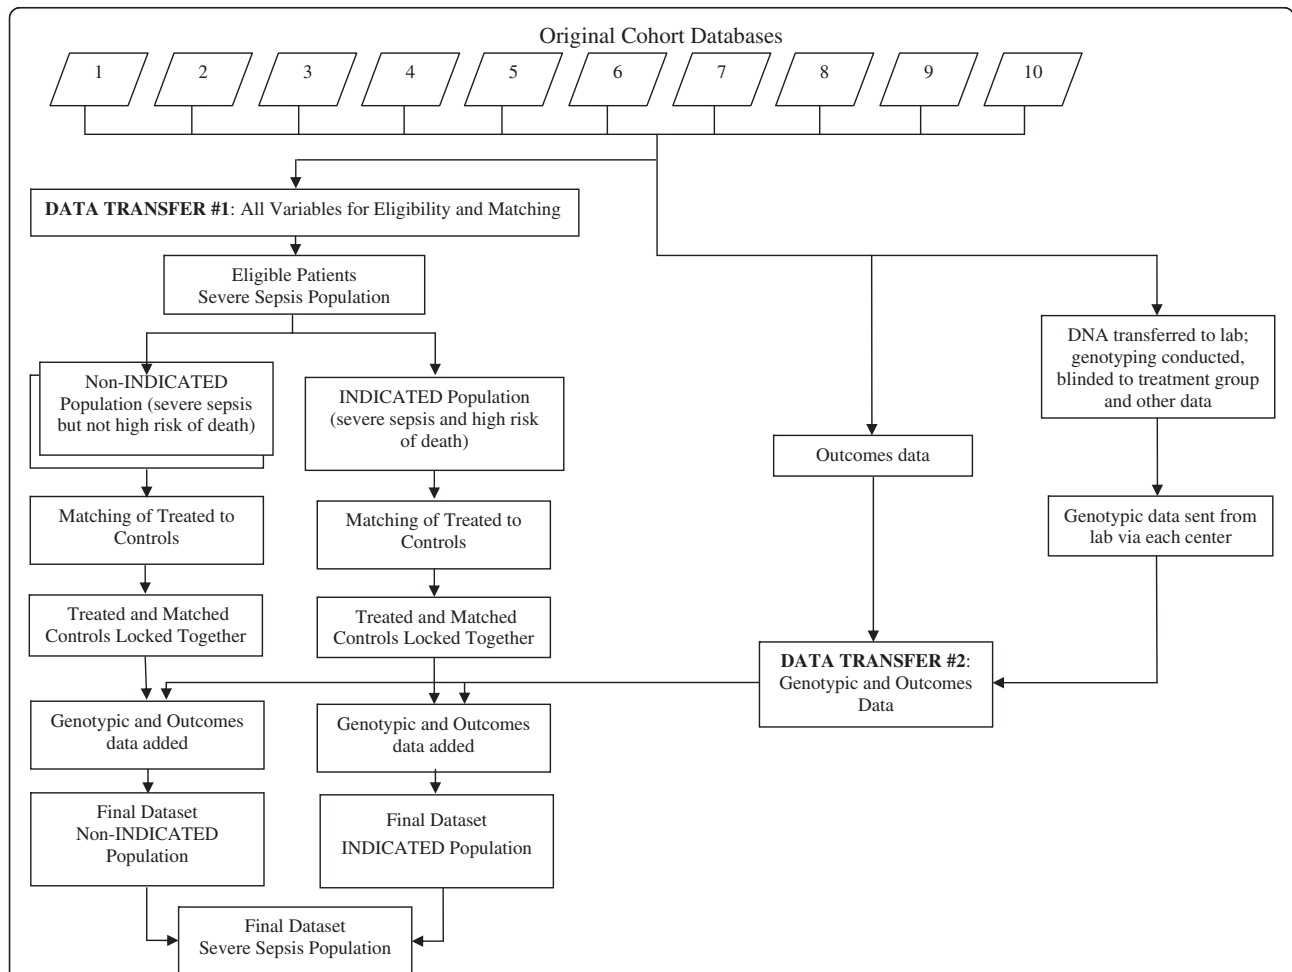 Original Cohort Databases
1 2 3 4 5 6 7 8 9 10
DATA TRANSFER #1: All Variables for Eligibility and Matching
Eligible Patients
Severe Sepsis Population
Non-INDICATED
Population (severe sepsis
but not high risk of death)
INDICATED Population
(severe sepsis and high risk
of death)
DNA transferred to lab;
genotyping conducted,
blinded to treatment group
and other data
Outcomes data
Matching of Treated to
Controls
Matching of Treated to
Controls
Genotypic data sent from
lab via each center
Treated and Matched
Controls Locked Together
Treated and Matched
Controls Locked Together
DATA TRANSFER #2:
Genotypic and Outcomes
Data
Genotypic and Outcomes
data added
Genotypic and Outcomes
data added
Final Dataset
Non-INDICATED
Population
Final Dataset
INDICATED Population
Final Dataset
Severe Sepsis Population